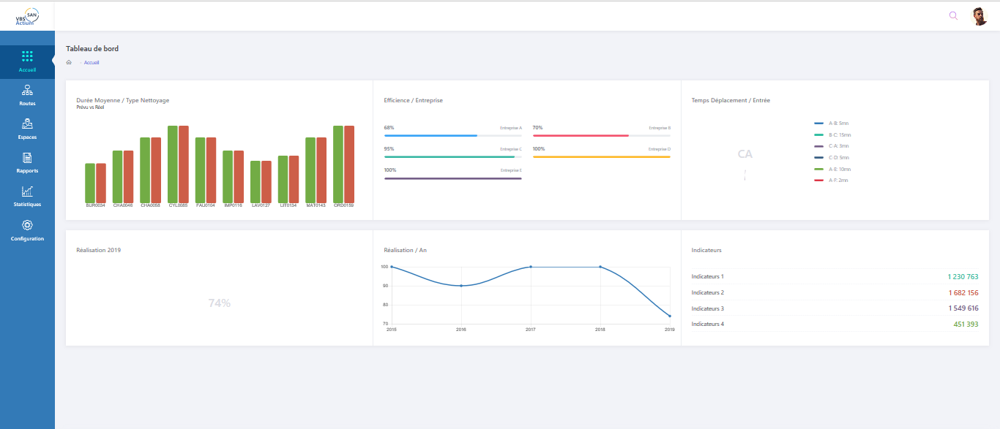 VBS SAN
Actium
Tableau de bord
- Accueil
Accueil
Routes
Espaces
Rapports
Statistiques
Configuration
Durée Moyenne / Type Nettoyage
Prévu vs Réel
BUR0034 CHA0046 CHA0058 CYL0085 FAU0104 IMP0116 LAV0127 LIT0134 MAT0143 ORD0159
Efficience / Entreprise
68% Entreprise A
70% Entreprise B
95% Entreprise C
100% Entreprise D
100% Entreprise E
Temps Déplacement / Entrée
CA
A-B: 5mn
B-C: 15mn
C-A: 3mn
C-D: 5mn
A-E: 10mn
A-F: 2mn
Réalisation 2019
74%
Réalisation / An
100
90
80
70
2015 2016 2017 2018 2019
Indicateurs
Indicateurs 1 1 230 763
Indicateurs 2 1 682 156
Indicateurs 3 1 549 616
Indicateurs 4 451 393